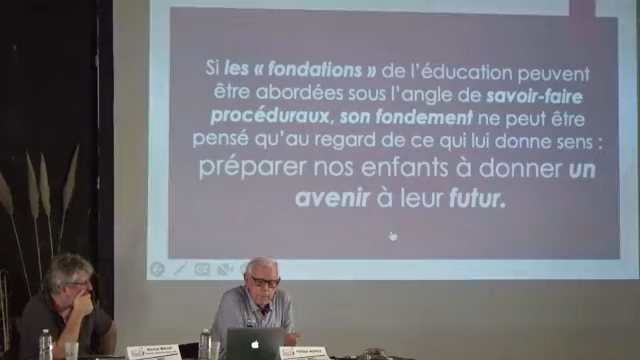 Si les « fondations » de l'éducation peuvent
être abordées sous l'angle de savoir-faire
procéduraux, son fondement ne peut être
pensé qu'au regard de ce qui lui donne sens :
préparer nos enfants à donner un
avenir à leur futur.